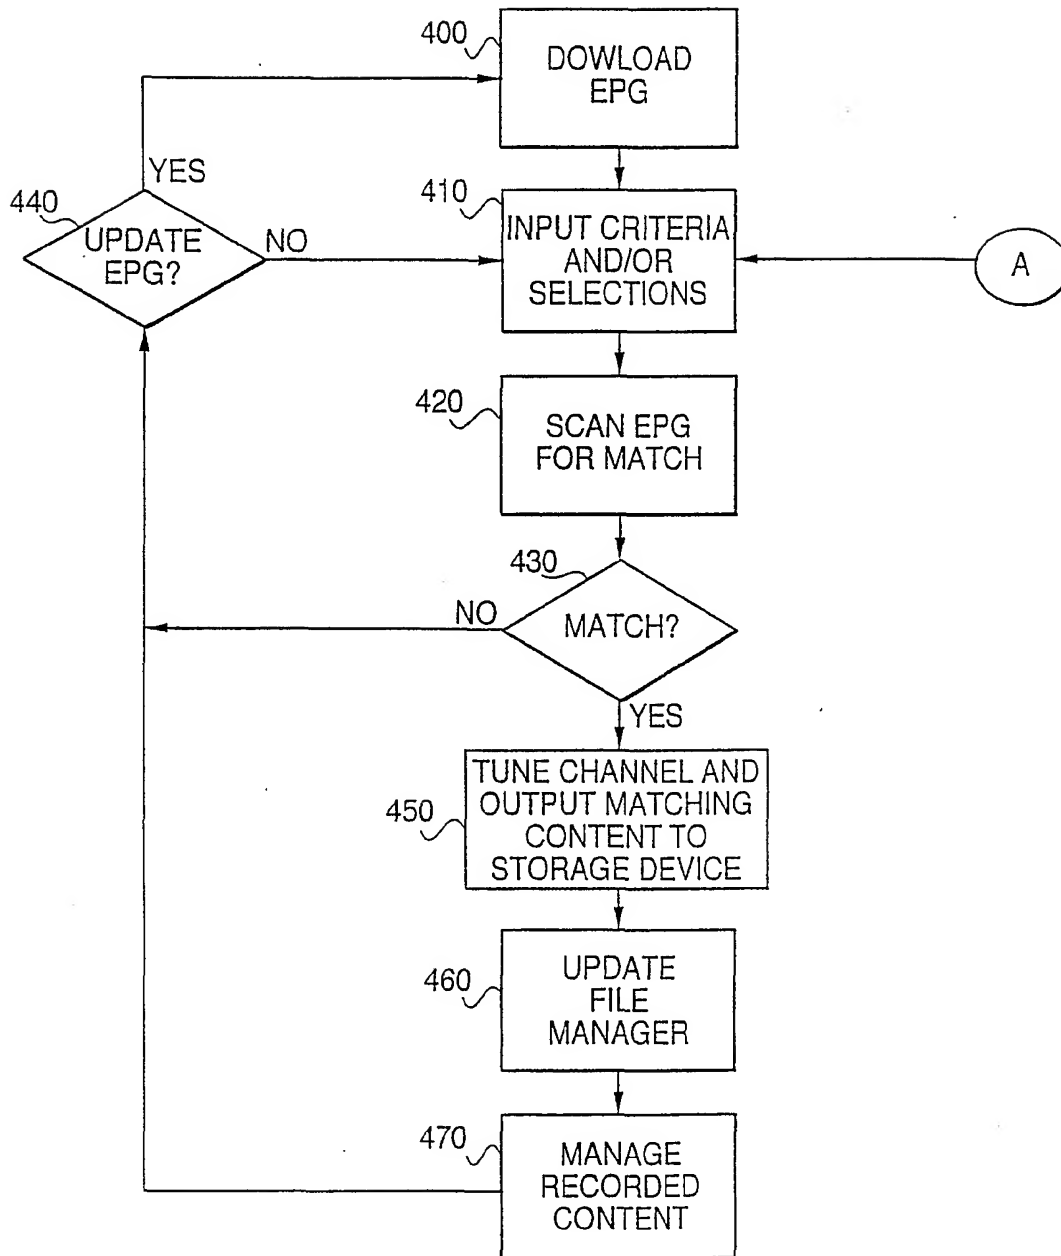 400
DOWLOAD
EPG
YES
440
UPDATE
EPG?
NO
410
INPUT CRITERIA
AND/OR
SELECTIONS
A
420
SCAN EPG
FOR MATCH
430
NO
MATCH?
YES
450
TUNE CHANNEL AND
OUTPUT MATCHING
CONTENT TO
STORAGE DEVICE
460
UPDATE
FILE
MANAGER
470
MANAGE
RECORDED
CONTENT